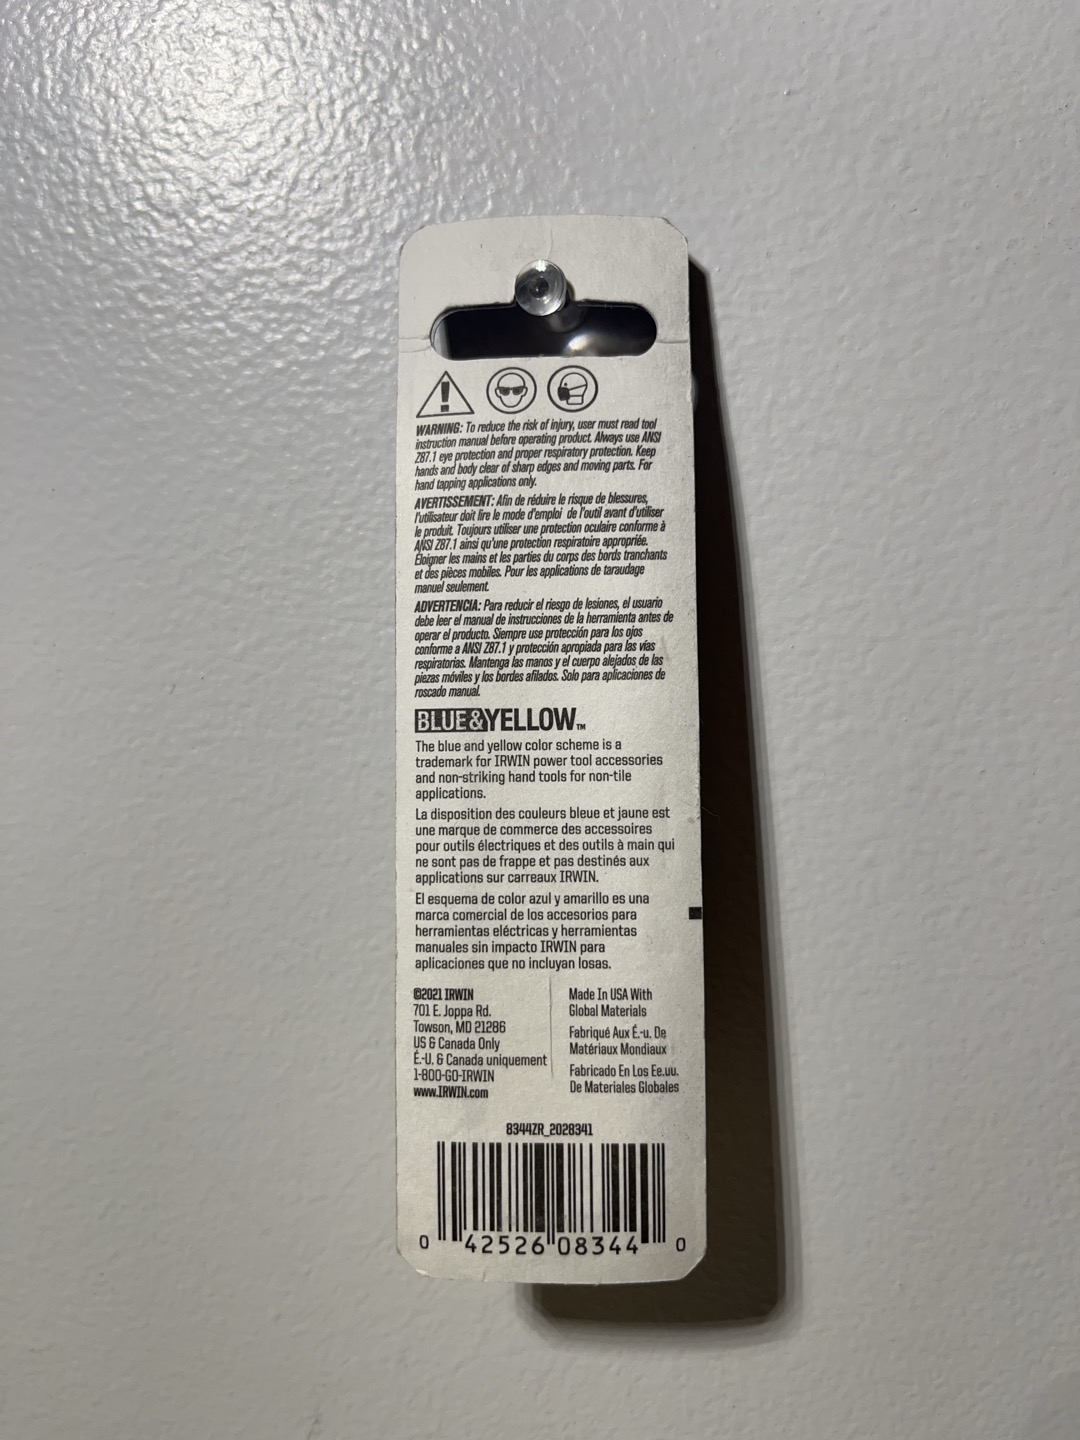 WARNING: To reduce the risk of injury, user must read tool
instruction manual before operating product. Always use ANSI
Z87.1 eye protection and proper respiratory protection. Keep
hands and body clear of sharp edges and moving parts. For
hand tapping applications only.
AVERTISSEMENT: Afin de réduire le risque de blessures,
l'utilisateur doit lire le mode d'emploi de l'outil avant d'utiliser
le produit. Toujours utiliser une protection oculaire conforme à
ANSI Z87.1 ainsi qu'une protection respiratoire appropriée.
Éloigner les mains et les parties du corps des bords tranchants
et des pièces mobiles. Pour les applications de taraudage
manuel seulement.
ADVERTENCIA: Para reducir el riesgo de lesiones, el usuario
debe leer el manual de instrucciones de la herramienta antes de
operar el producto. Siempre use protección para los ojos
conforme a ANSI Z87.1 y protección apropiada para las vías
respiratorias. Mantenga las manos y el cuerpo alejados de las
piezas móviles y los bordes afilados. Solo para aplicaciones de
roscado manual.
BLUE&YELLOW™
The blue and yellow color scheme is a
trademark for IRWIN power tool accessories
and non-striking hand tools for non-tile
applications.
La disposition des couleurs bleue et jaune est
une marque de commerce des accessoires
pour outils électriques et des outils à main qui
ne sont pas de frappe et pas destinés aux
applications sur carreaux IRWIN.
El esquema de color azul y amarillo es una
marca comercial de los accesorios para
herramientas eléctricas y herramientas
manuales sin impacto IRWIN para
aplicaciones que no incluyan losas.
©2021 IRWIN
701 E. Joppa Rd.
Towson, MD 21286
US & Canada Only
É.-U. & Canada uniquement
1-800-GO-IRWIN
www.IRWIN.com
Made In USA With
Global Materials
Fabriqué Aux É.-u. De
Matériaux Mondiaux
Fabricado En Los Ee.uu.
De Materiales Globales
8344ZR_2028341
0 42526 08344 0